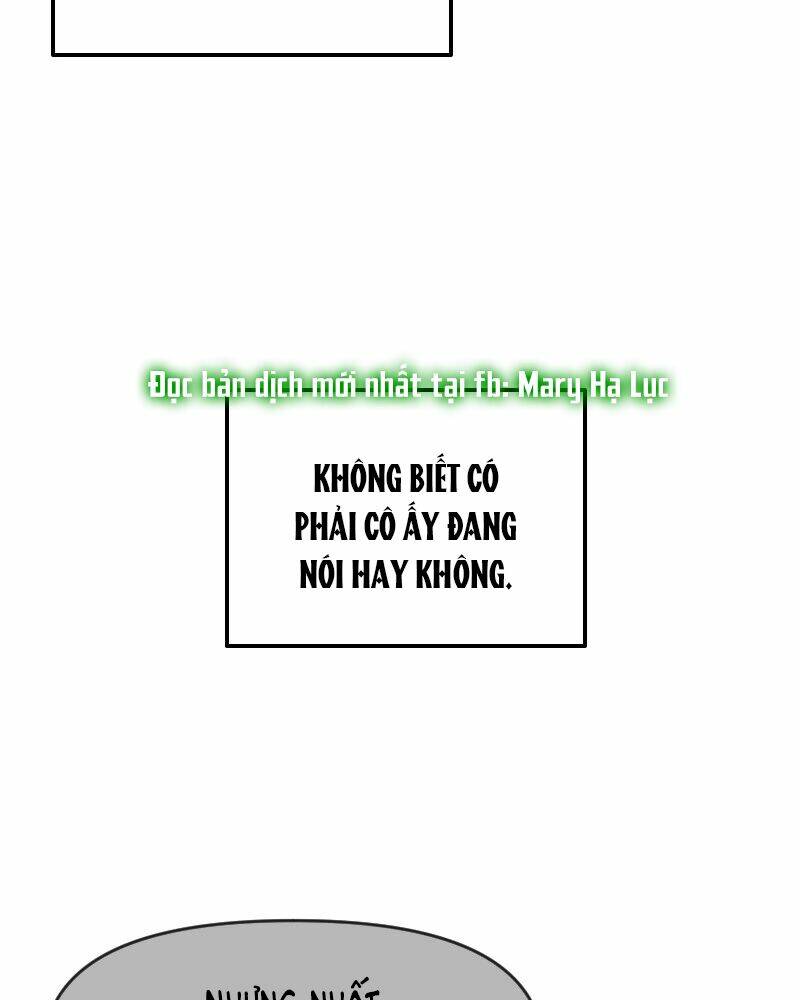 Đọc bản dịch mới nhất tại fb: Mary Hạ Lục
KHÔNG BIẾT CÓ
PHẢI CÔ ẤY ĐANG
NÓI HAY KHÔNG.
NHƯNG NHẤT